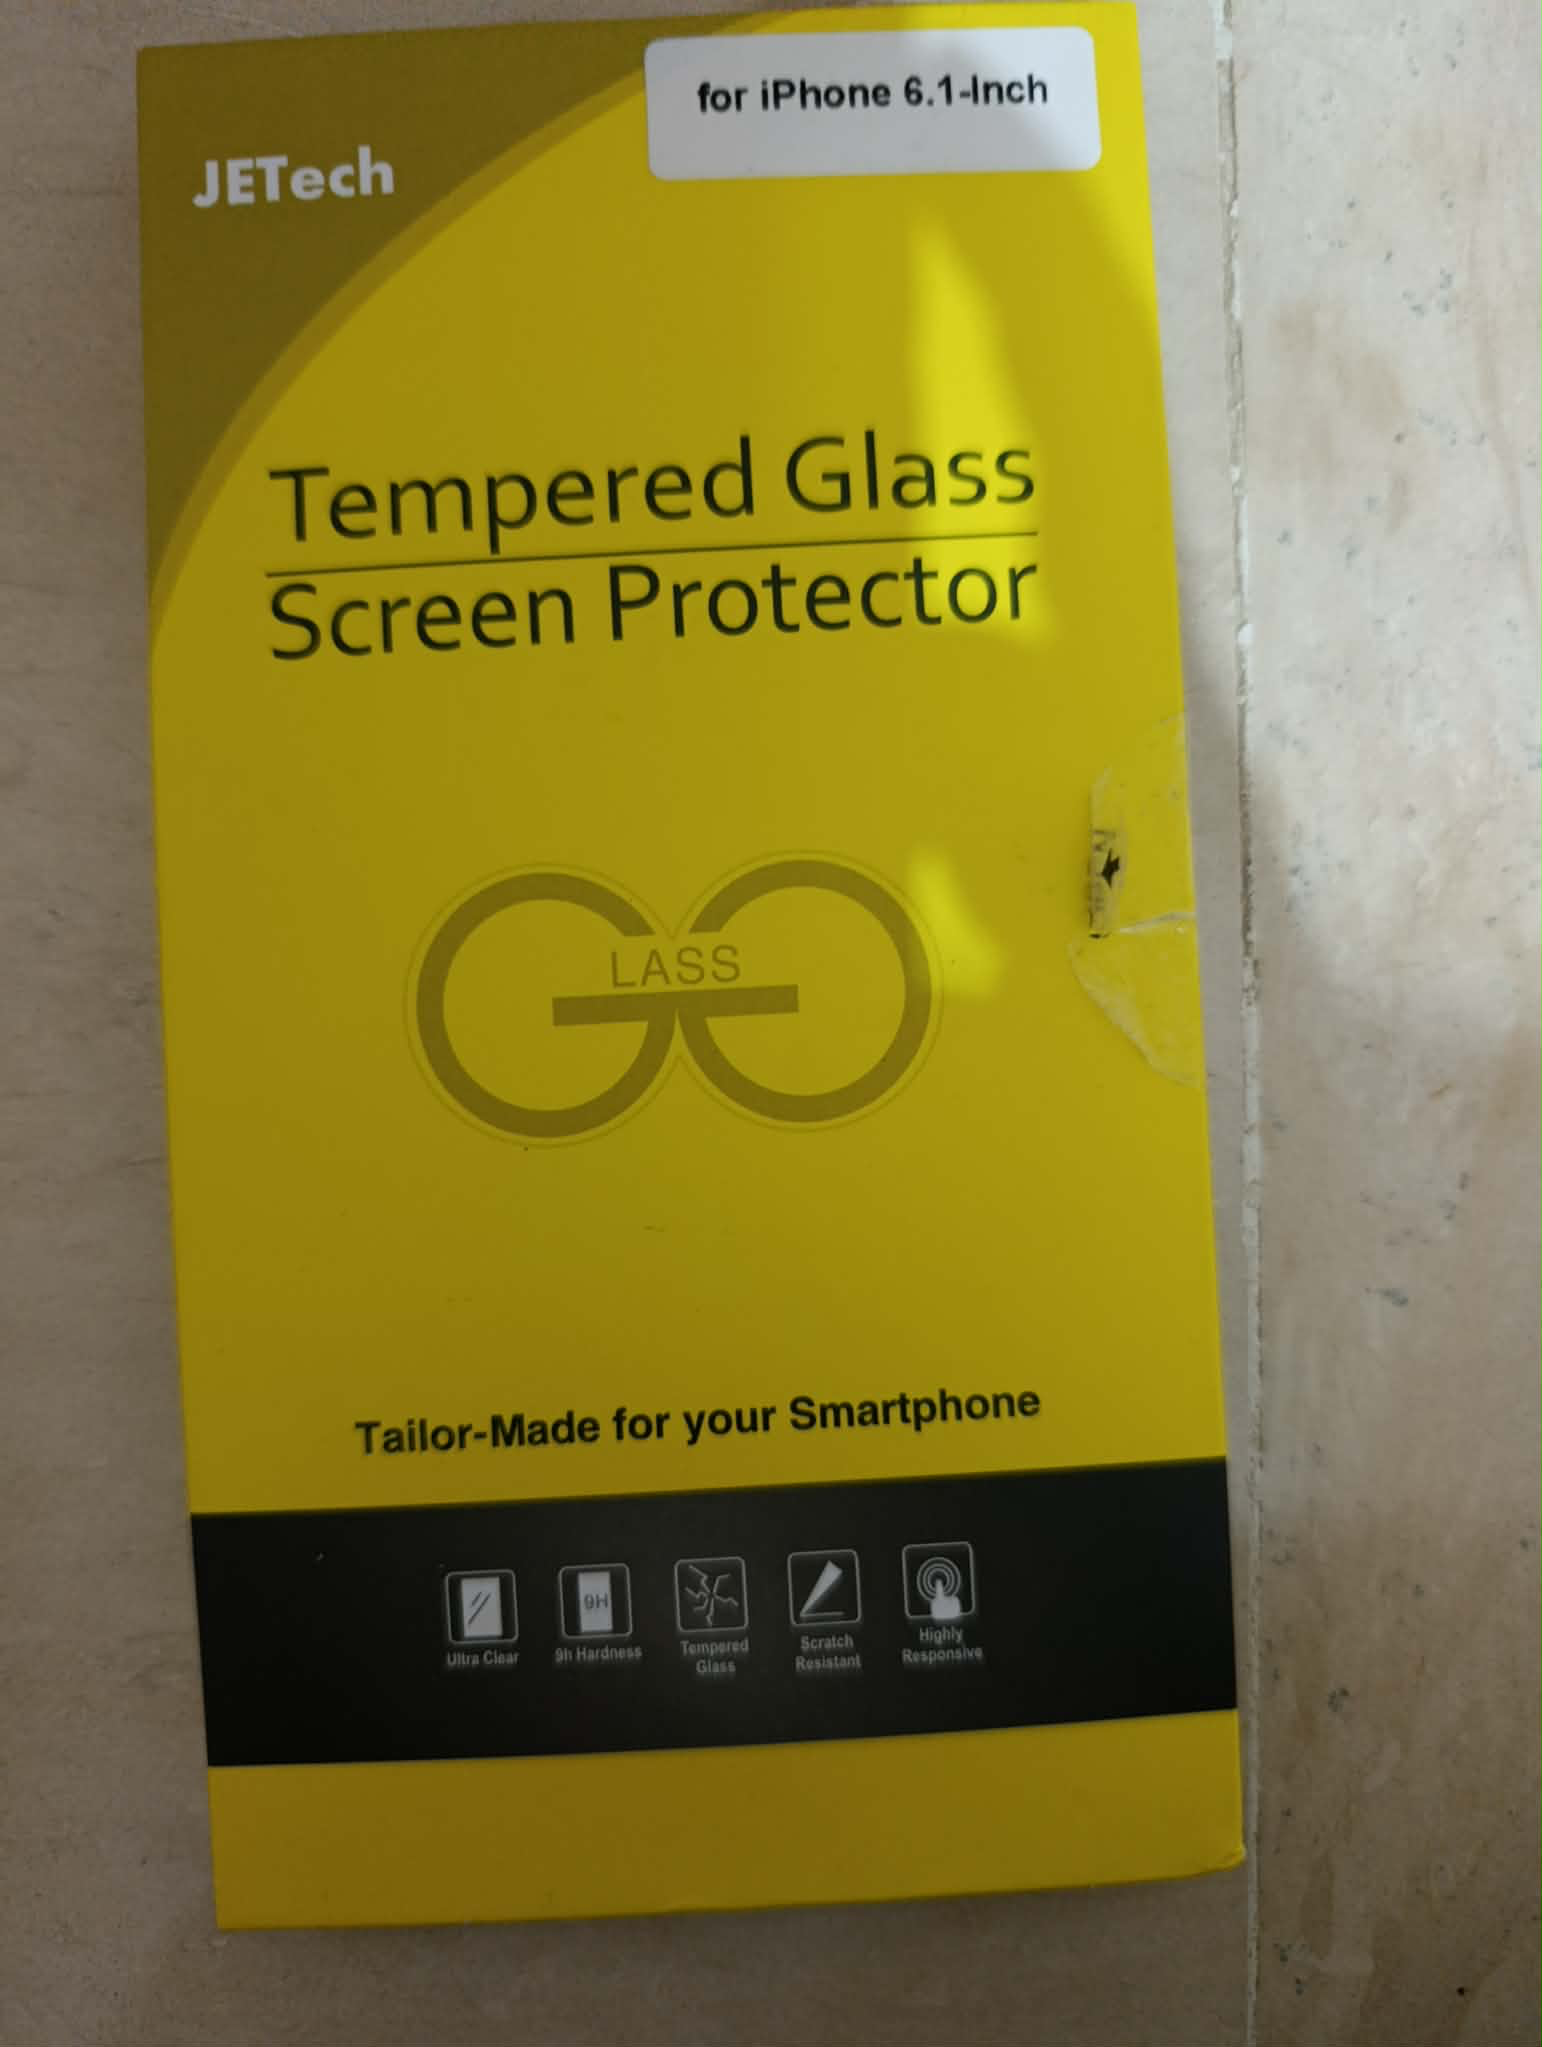 for iPhone 6.1-Inch
JETech
Tempered Glass
Screen Protector
GLASS
Tailor-Made for your Smartphone
9H
Ultra Clear
9h Hardness
Tempered
Glass
Scratch
Resistant
Highly
Responsive